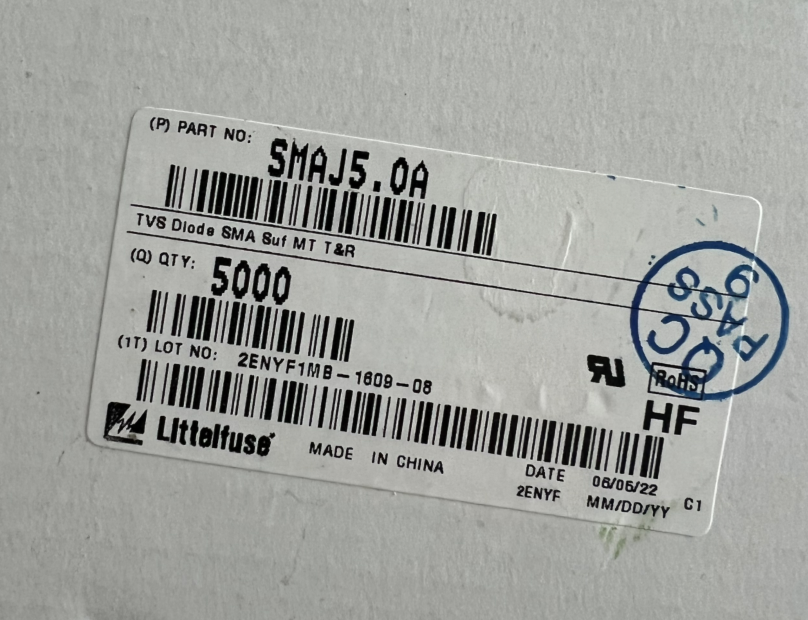 (P) PART NO: SMAJ5.0A
TVS Diode SMA Suf MT T&R
(Q) QTY: 5000
(1T) LOT NO: 2ENYF1MB-1609-08
RoHS
HF
Littelfuse
MADE IN CHINA
DATE 06/06/22
2ENYF MM/DD/YY C1
QC
PASS
9